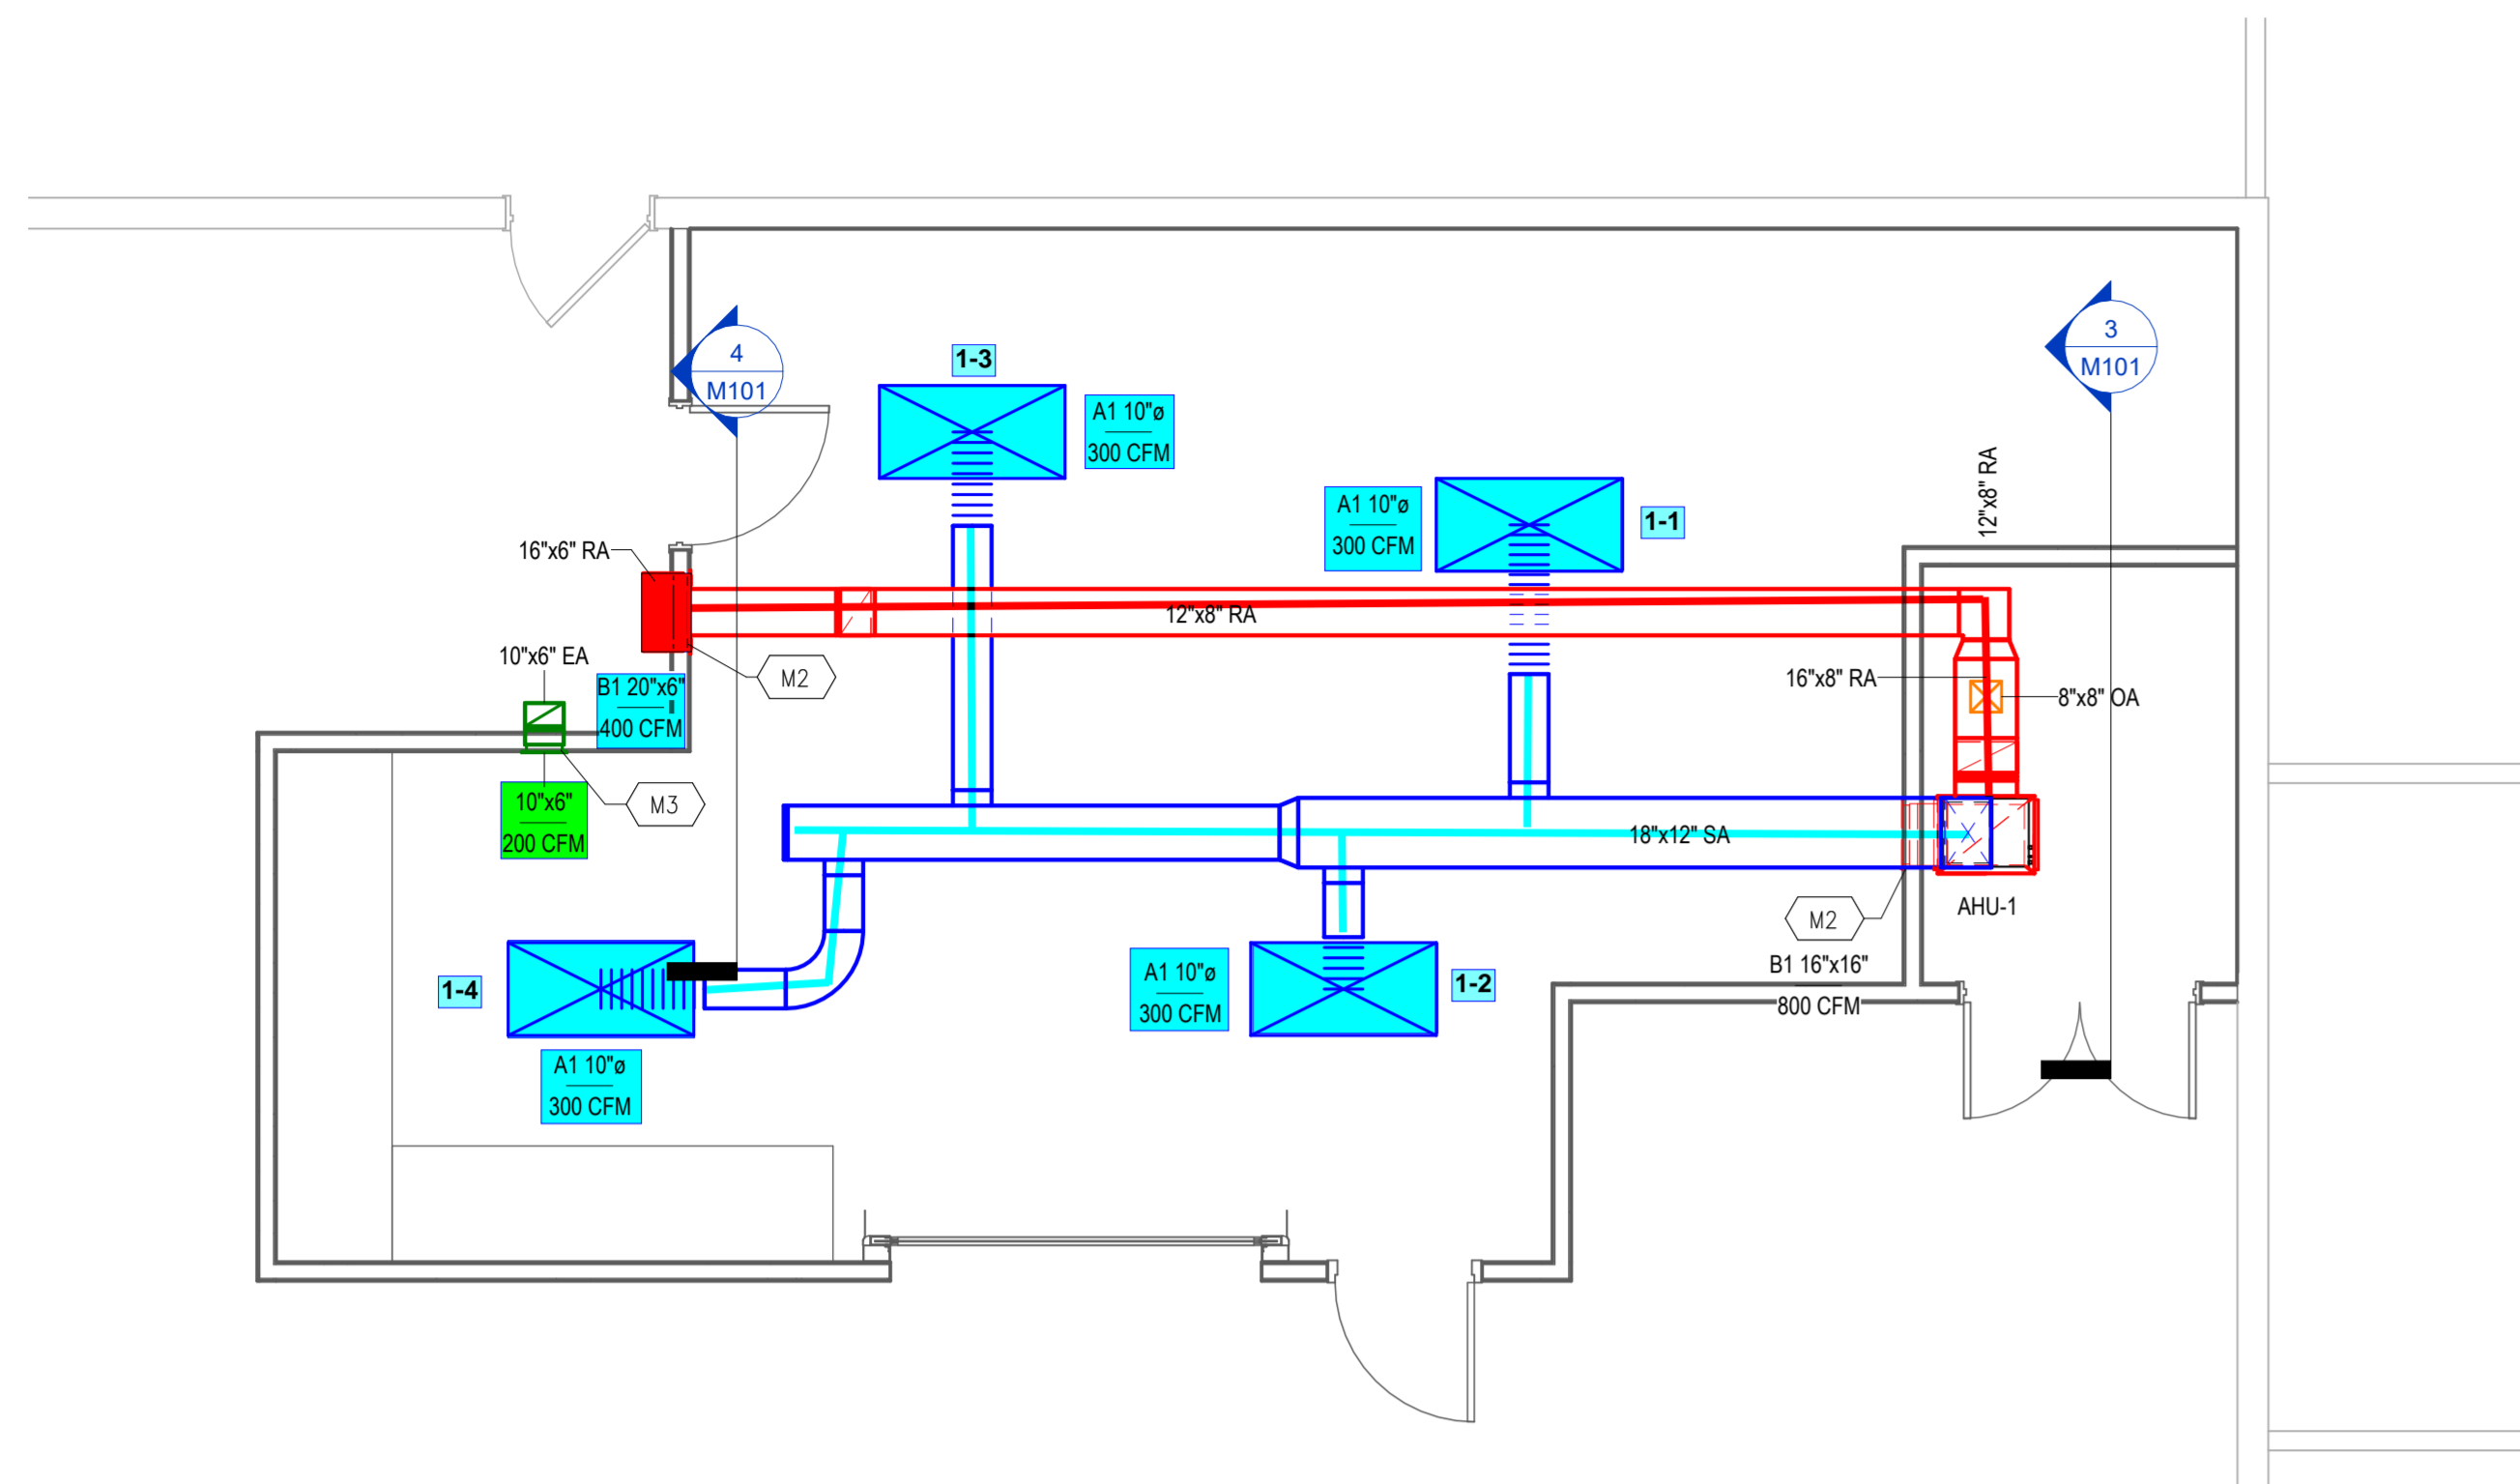 3
M101
4
M101
1-3
A1 10"ø
300 CFM
A1 10"ø
300 CFM
1-1
12"x8" RA
16"x6" RA
12"x8" RA
10"x6" EA
M2
B1 20"x6"
400 CFM
16"x8" RA
8"x8" OA
10"x6"
200 CFM
M3
18"x12" SA
AHU-1
M2
1-4
A1 10"ø
300 CFM
1-2
B1 16"x16"
800 CFM
A1 10"ø
300 CFM